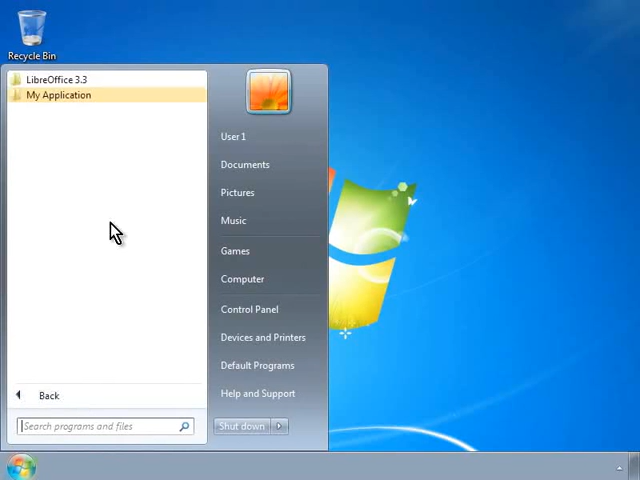 Recycle Bin
LibreOffice 3.3
My Application
User 1
Documents
Pictures
Music
Games
Computer
Control Panel
Devices and Printers
Default Programs
Help and Support
Back
Search programs and files
Shut down